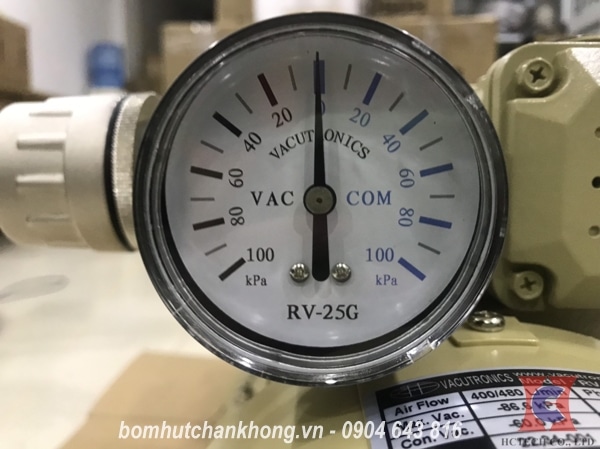 0
20 20
40 40
60 60
80 80
100 100
kPa kPa
VACUTRONICS
VAC COM
RV-25G
VACUTRONICS
Air Flow 400/480
Vac.
bomhutchankhong.vn - 0904 643 816